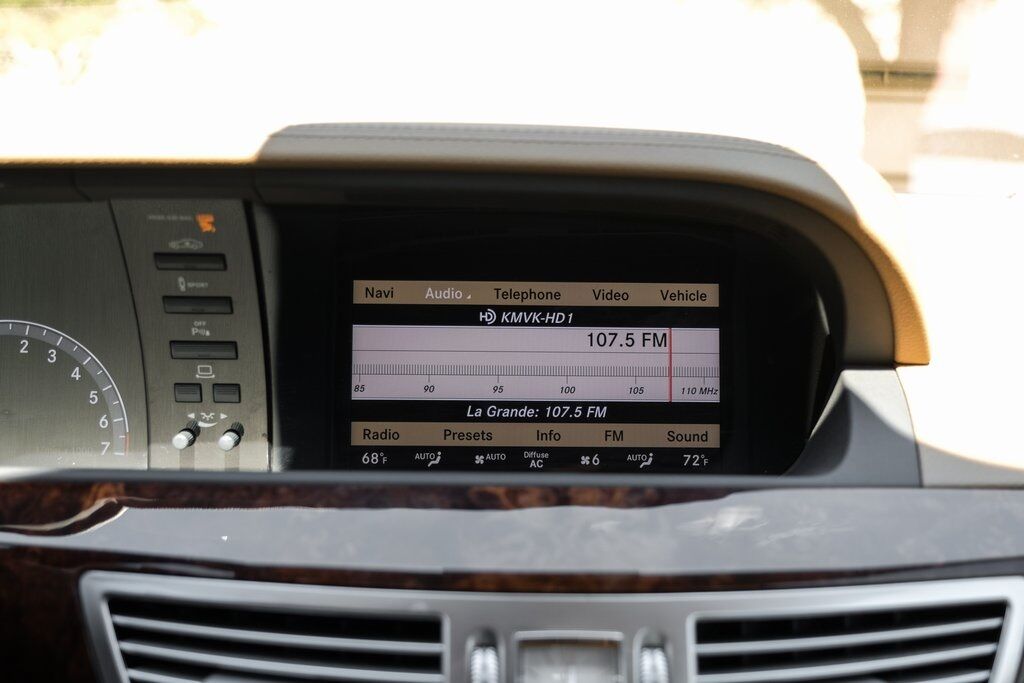 Navi Audio Telephone Video Vehicle
HD KMVK-HD1
107.5 FM
85 90 95 100 105 110 MHz
La Grande: 107.5 FM
Radio Presets Info FM Sound
68°F AUTO AUTO Diffuse AC 6 AUTO 72°F
SPORT
OFF
P
2
3
4
5
6
7